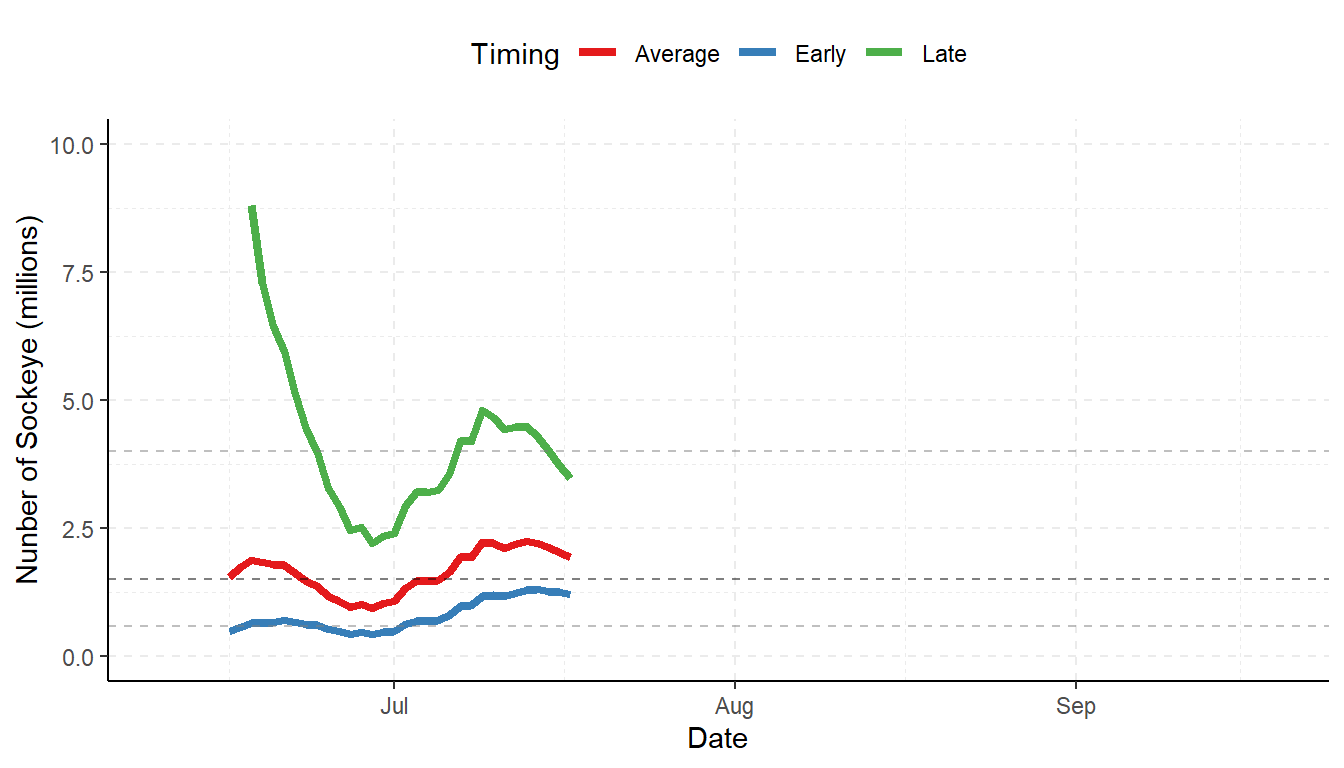 Timing Average Early Late
10.0
7.5
5.0
2.5
0.0
Nunber of Sockeye (millions)
Jul Aug Sep
Date